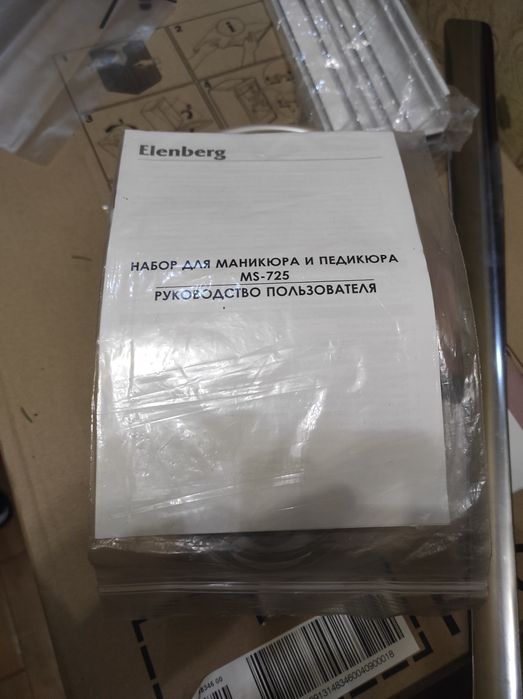 Elenberg
НАБОР ДЛЯ МАНИКЮРА И ПЕДИКЮРА
MS-725
РУКОВОДСТВО ПОЛЬЗОВАТЕЛЯ